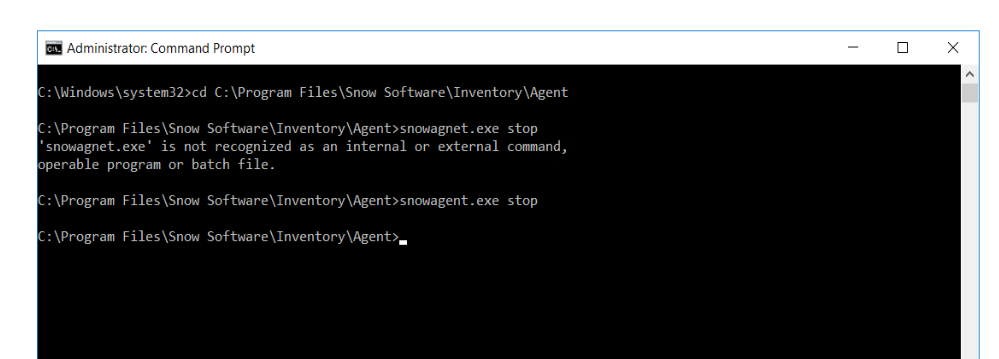 Administrator: Command Prompt
C:\Windows\system32>cd C:\Program Files\Snow Software\Inventory\Agent
C:\Program Files\Snow Software\Inventory\Agent>snowagnet.exe stop
'snowagnet.exe' is not recognized as an internal or external command,
operable program or batch file.
C:\Program Files\Snow Software\Inventory\Agent>snowagent.exe stop
C:\Program Files\Snow Software\Inventory\Agent>